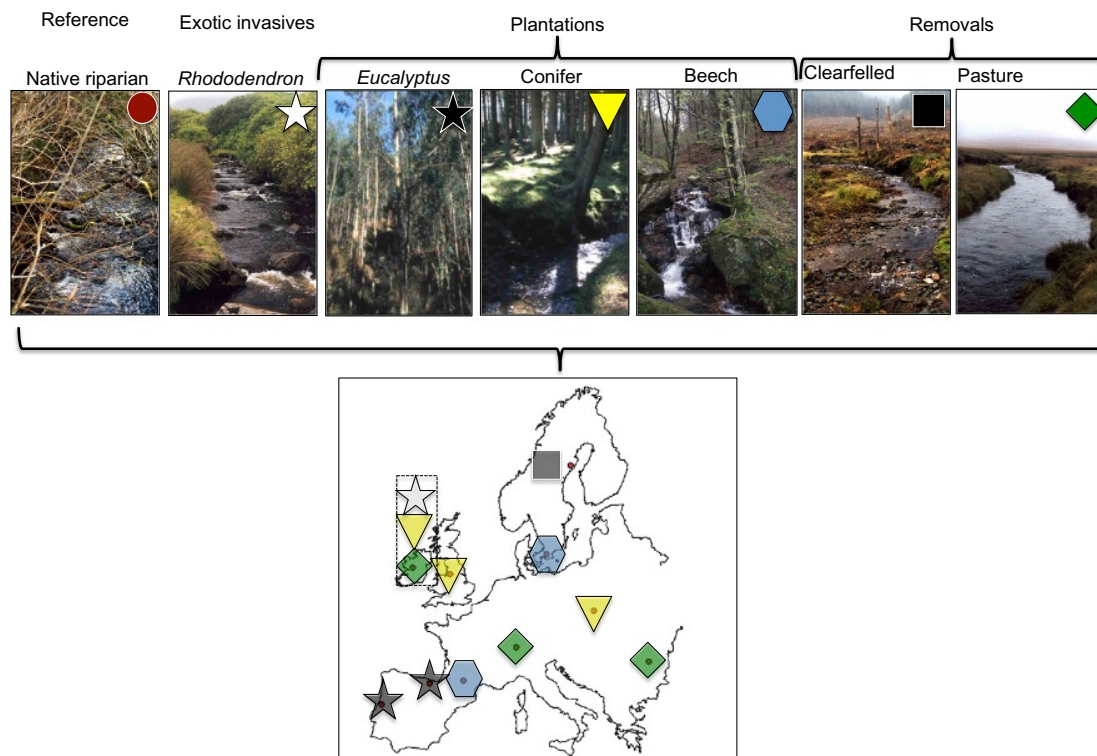 Reference
Exotic invasives
Plantations
Removals
Native riparian
Rhododendron
Eucalyptus
Conifer
Beech
Clearfelled
Pasture